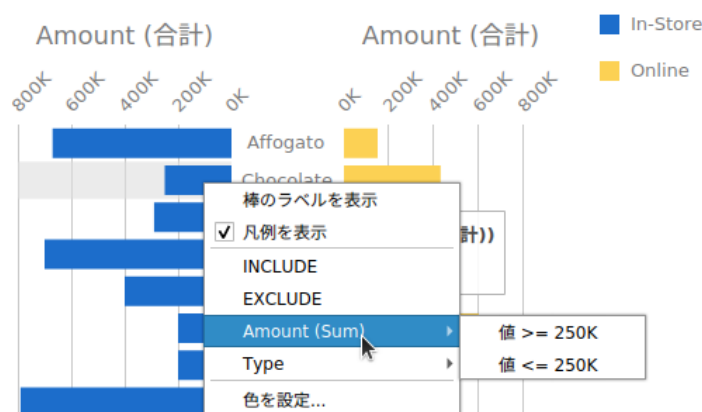 Amount (合計)
Amount (合計)
In-Store
Online
800K
600K
400K
200K
0K
0K
200K
400K
600K
800K
Affogato
Chocolate
棒のラベルを表示
凡例を表示
計))
INCLUDE
EXCLUDE
Amount (Sum)
値 >= 250K
Type
値 <= 250K
色を設定...